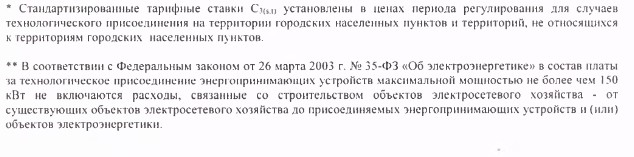 * Стандартизированные тарифные ставки С установлены в ценах периода регулирования для случаев
технологического присоединения на территории городских населенных пунктов и территорий, не относящихся
к территориям городских населенных пунктов.
** В соответствии с Федеральным законом от 26 марта 2003 г. № 35-ФЗ «Об электроэнергетике» в состав платы
за технологическое присоединение энергопринимающих устройств максимальной мощностью не более чем 150
кВт не включаются расходы, связанные со строительством объектов электросетевого хозяйства - от
существующих объектов электросетевого хозяйства до присоединяемых энергопринимающих устройств и (или)
объектов электроэнергетики.